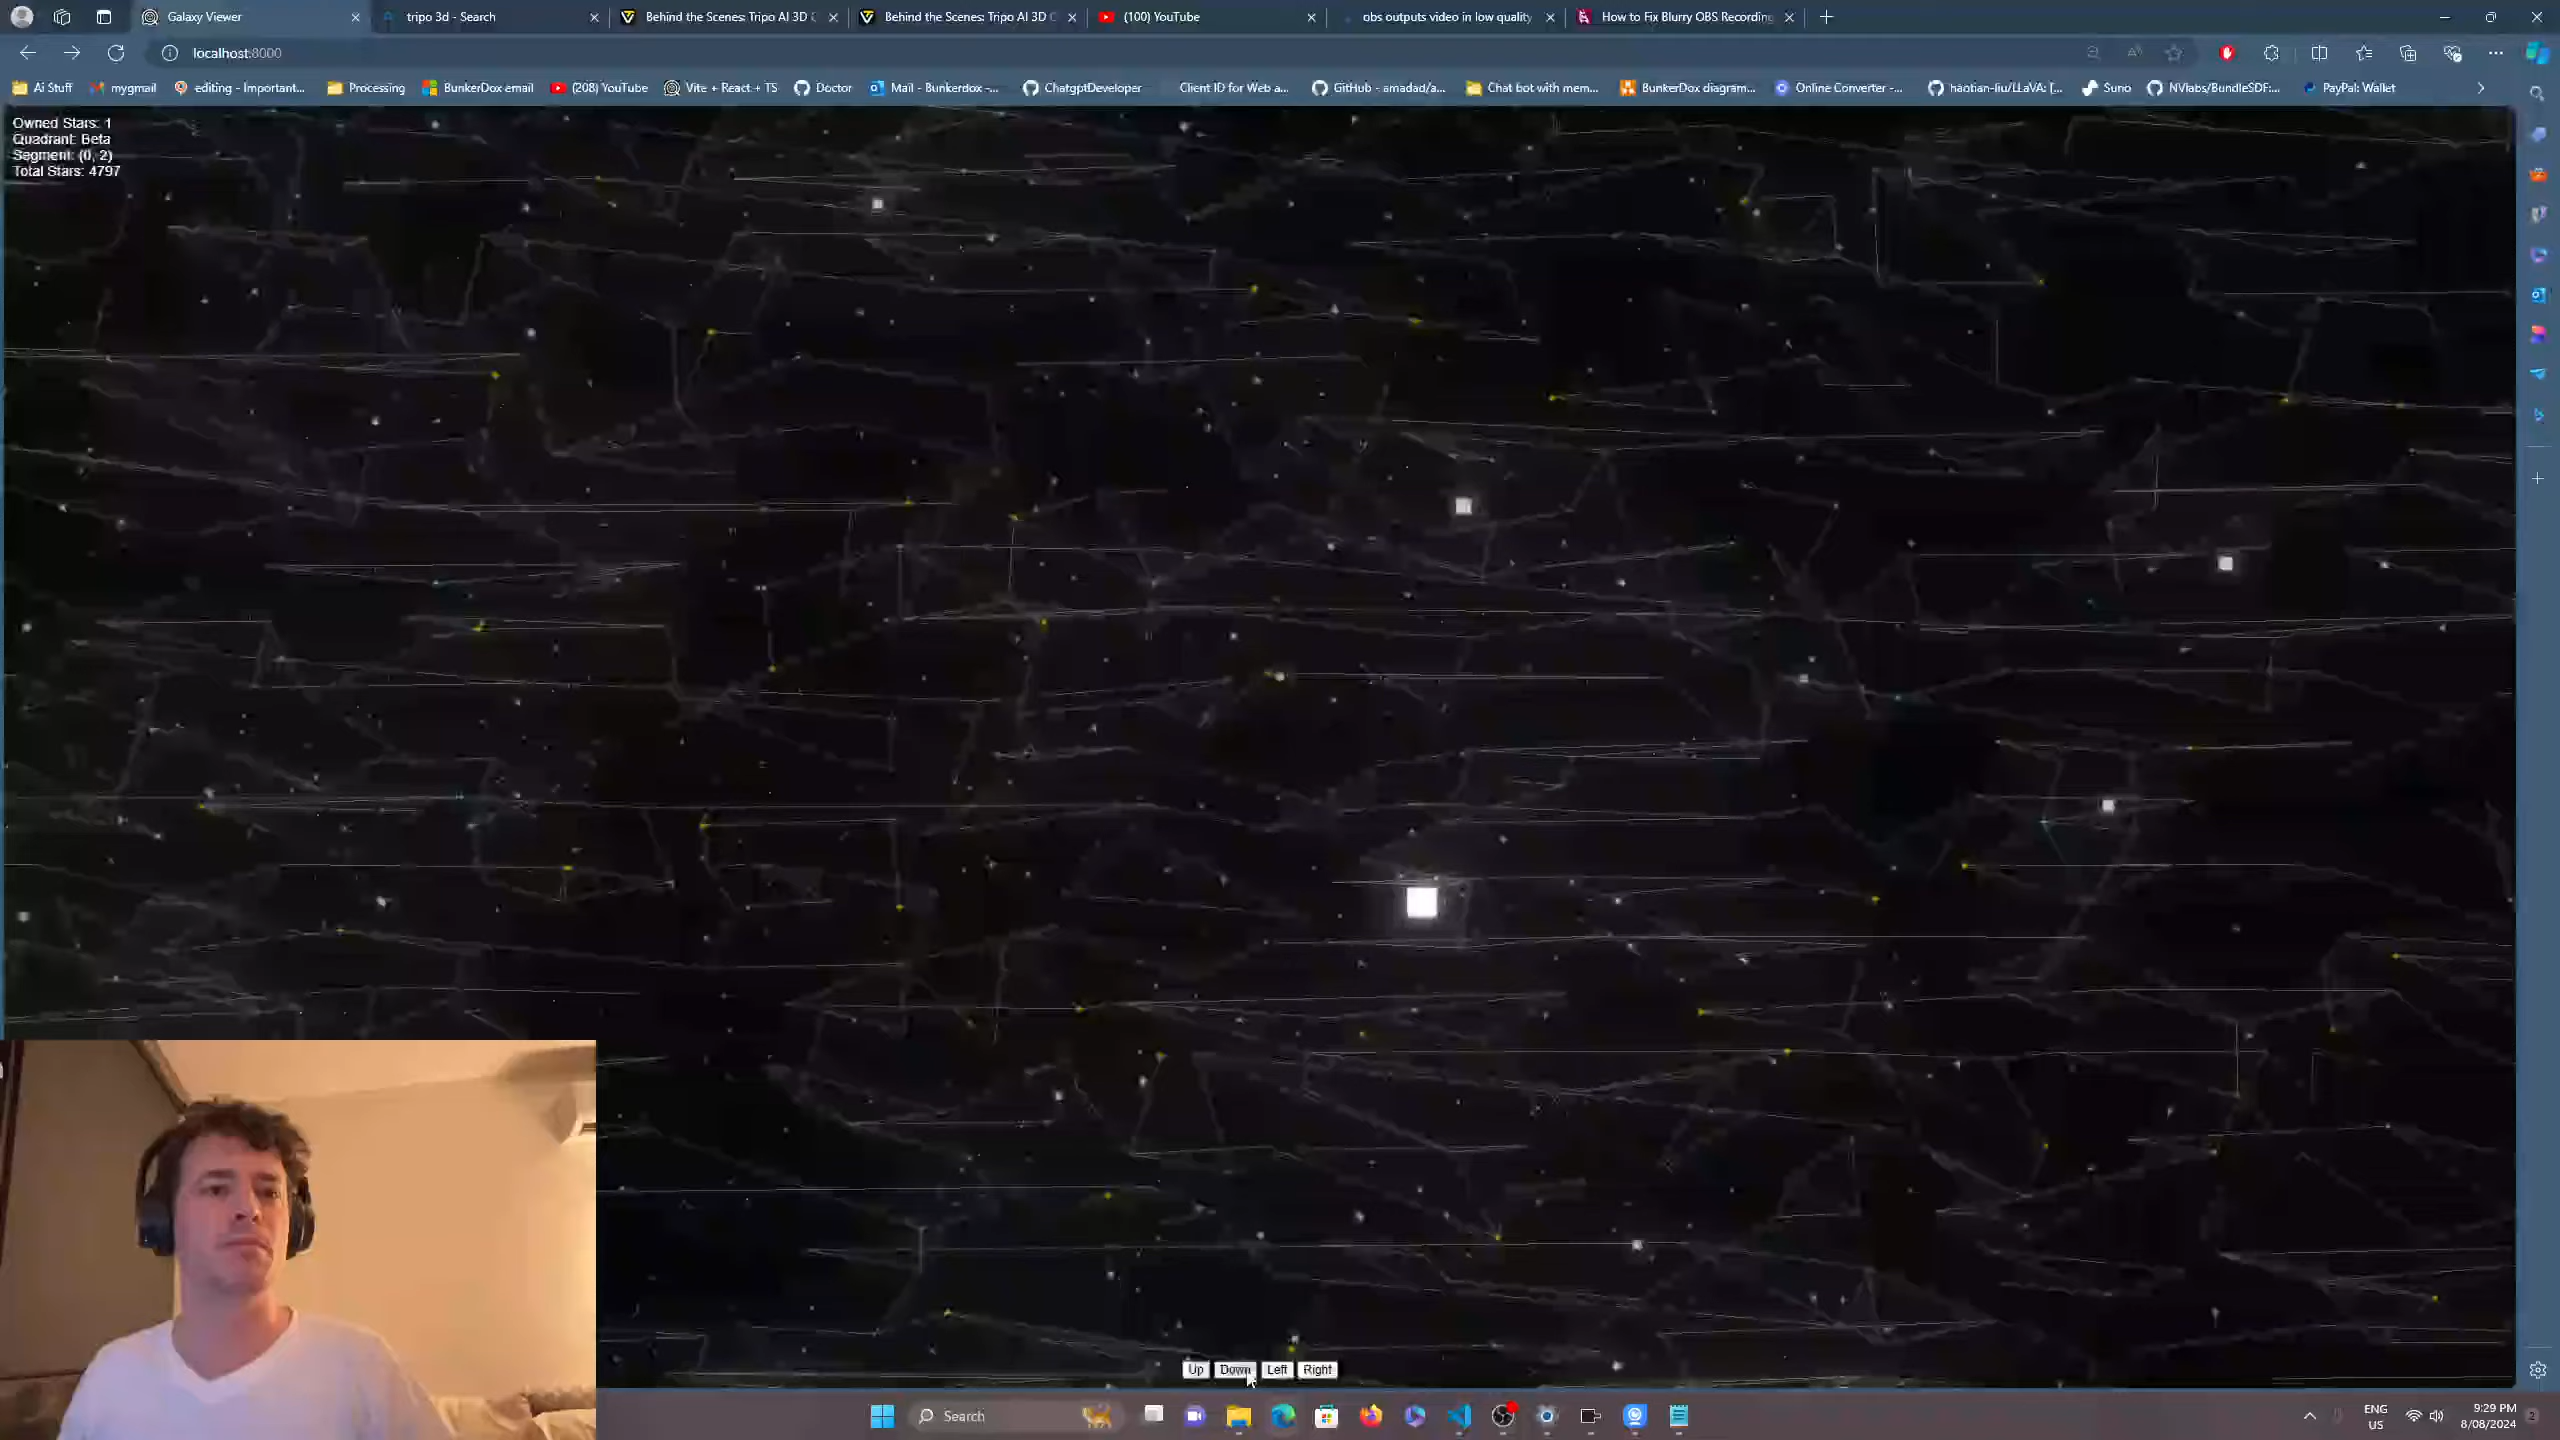 Galaxy Viewer
tripo 3d - Search
Behind the Scenes: Tripo AI 3D
Behind the Scenes: Tripo AI 3D
(100) YouTube
obs outputs video in low quality
How to Fix Blurry OBS Recording
localhost:8000
Ai Stuff
mygmail
editing - Important...
Processing
BunkerDox email
(208) YouTube
Vite + React + TS
Doctor
Mail - Bunkerdox -...
ChatgptDeveloper
Client ID for Web a...
GitHub - amadad/a...
Chat bot with mem...
BunkerDox diagram...
Online Converter -...
haotian-liu/LLaVA: [...
Suno
NVlabs/BundleSDF:...
PayPal: Wallet
Owned Stars: 1
Quadrant: Beta
Segment: (0, 2)
Total Stars: 4797
Up Down Left Right
Search
ENG
US
9:29 PM
8/08/2024
2